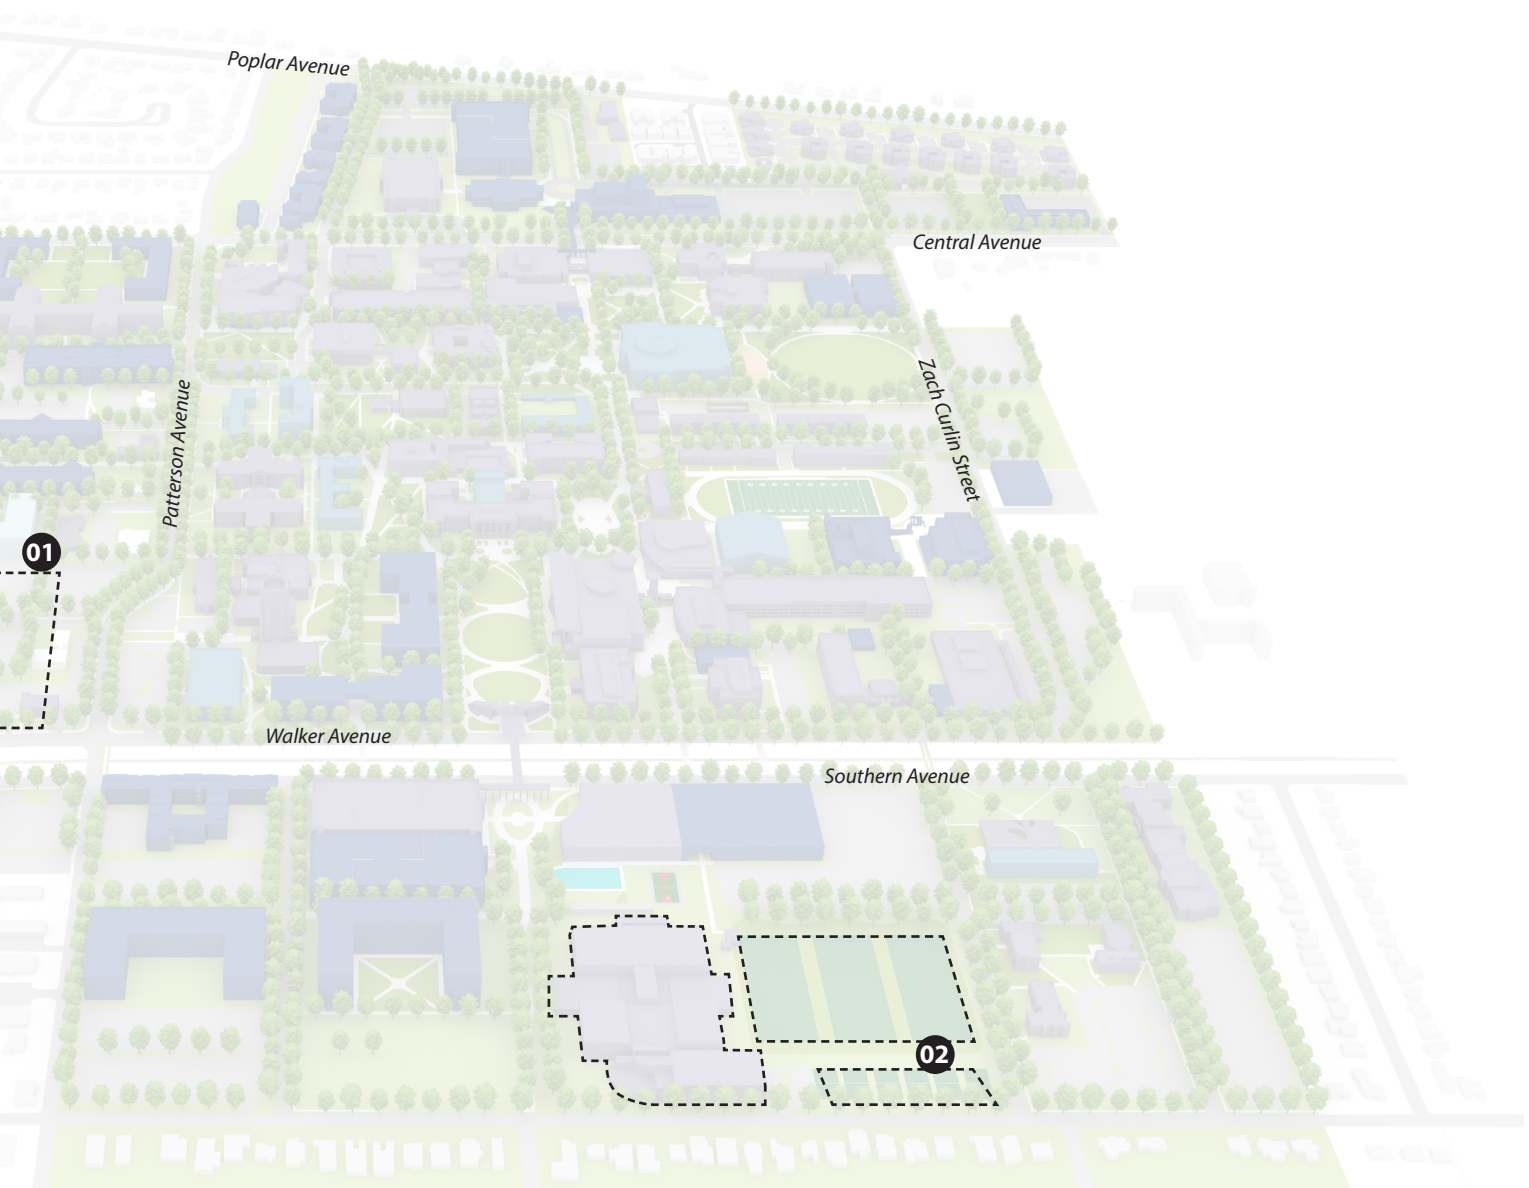 Poplar Avenue
Central Avenue
Zach Curlin Street
Patterson Avenue
01
Walker Avenue
Southern Avenue
02